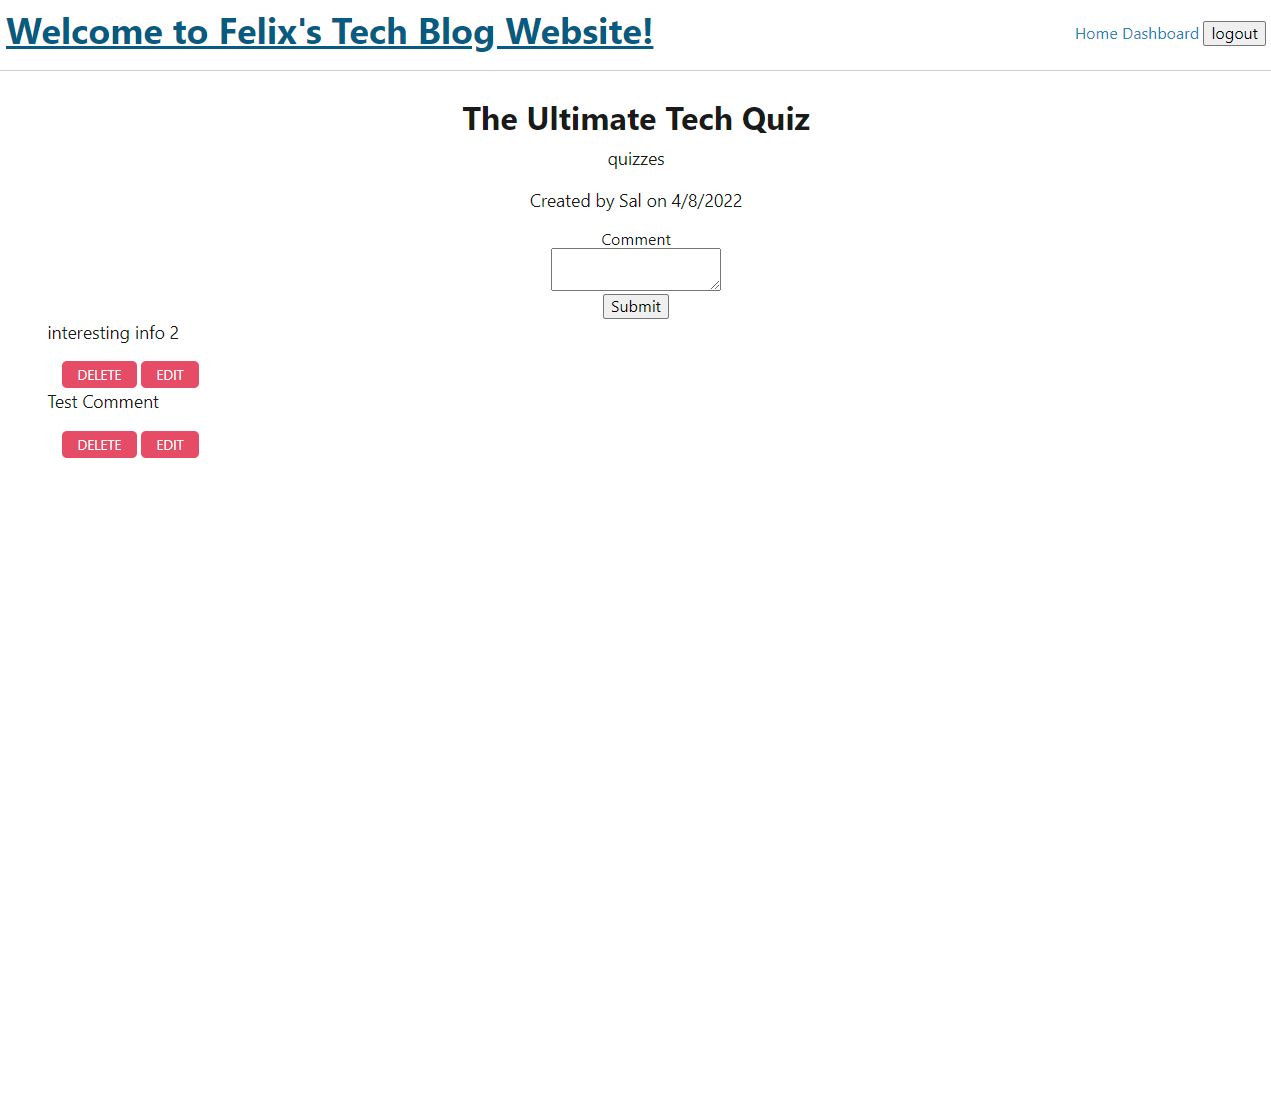 Welcome to Felix's Tech Blog Website!
Home Dashboard logout
The Ultimate Tech Quiz
quizzes
Created by Sal on 4/8/2022
Comment
Submit
interesting info 2
DELETE EDIT
Test Comment
DELETE EDIT